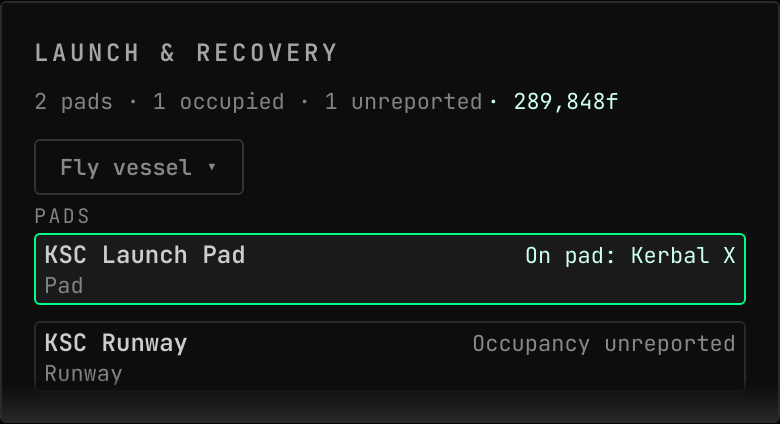 LAUNCH & RECOVERY
2 pads · 1 occupied · 1 unreported · 289,848f
Fly vessel ▾
PADS
KSC Launch Pad On pad: Kerbal X
Pad
KSC Runway Occupancy unreported
Runway